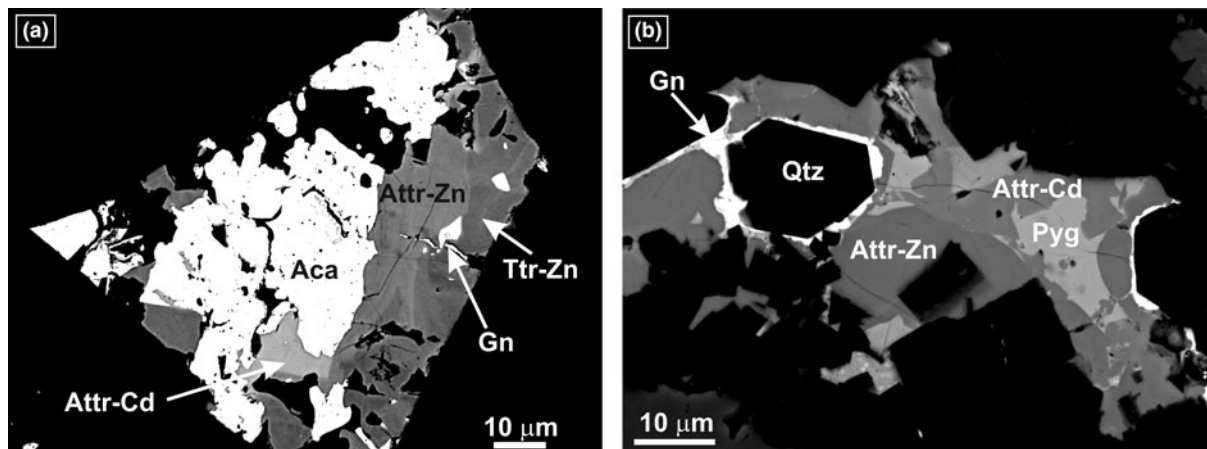 (a)
Attr-Zn
Aca
Ttr-Zn
Gn
Attr-Cd
10 μm
(b)
Gn
Qtz
Attr-Cd
Pyg
Attr-Zn
10 μm